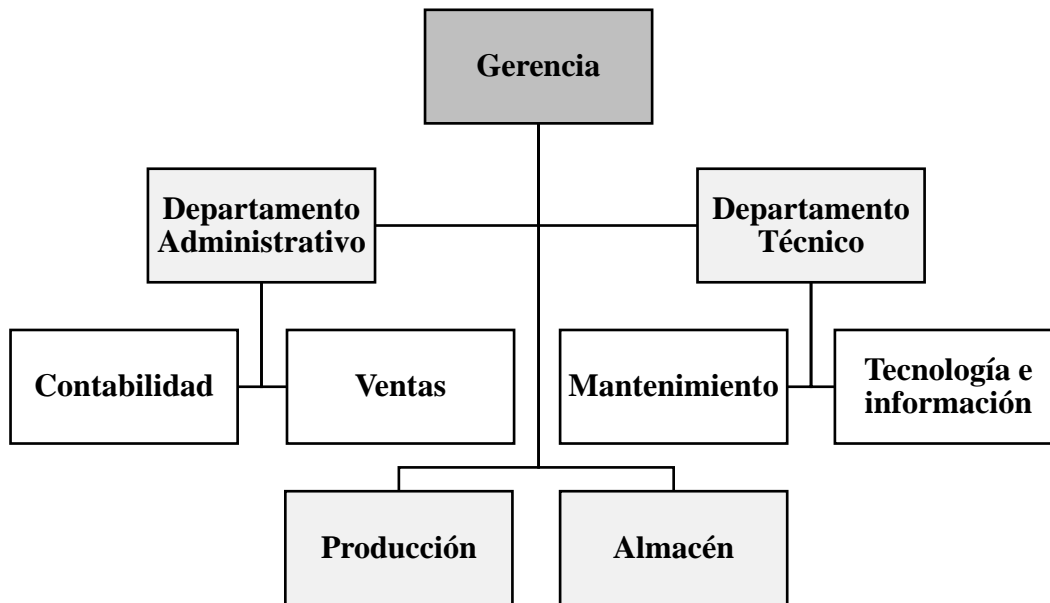 Gerencia
Departamento
Administrativo
Departamento
Técnico
Contabilidad
Ventas
Mantenimiento
Tecnología e
información
Producción
Almacén